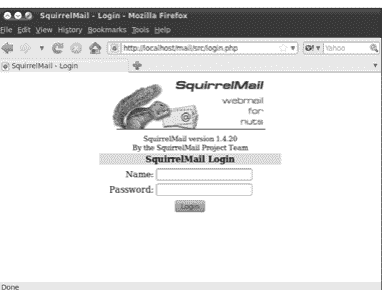 SquirrelMail - Login - Mozilla Firefox
File Edit View History Bookmarks Tools Help
http://localhost/mail/src/login.php
Yahoo
SquirrelMail - Login
SquirrelMail
webmail
for
nuts
SquirrelMail version 1.4.20
By the SquirrelMail Project Team
SquirrelMail Login
Name:
Password:
Login
Done